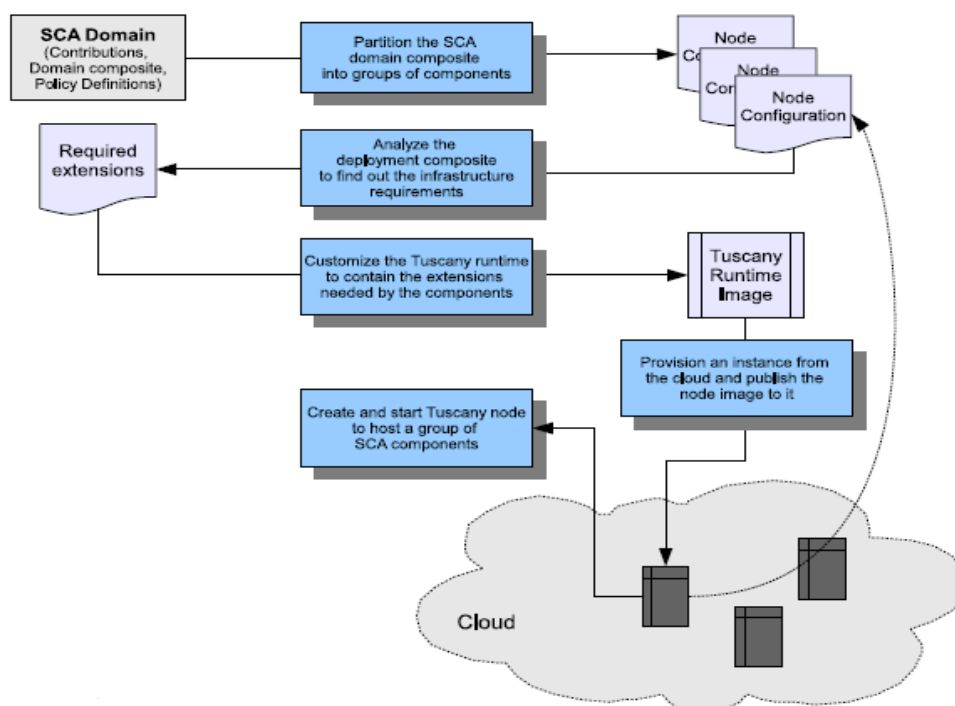 SCA Domain
(Contributions,
Domain composite,
Policy Definitions)
Partition the SCA
domain composite
into groups of components
Node
Co
Node
Con
Node
Configuration
Required
extensions
Analyze the
deployment composite
to find out the infrastructure
requirements
Customize the Tuscany runtime
to contain the extensions
needed by the components
Tuscany
Runtime
Image
Provision an instance from
the cloud and publish the
node image to it
Create and start Tuscany node
to host a group of
SCA components
Cloud